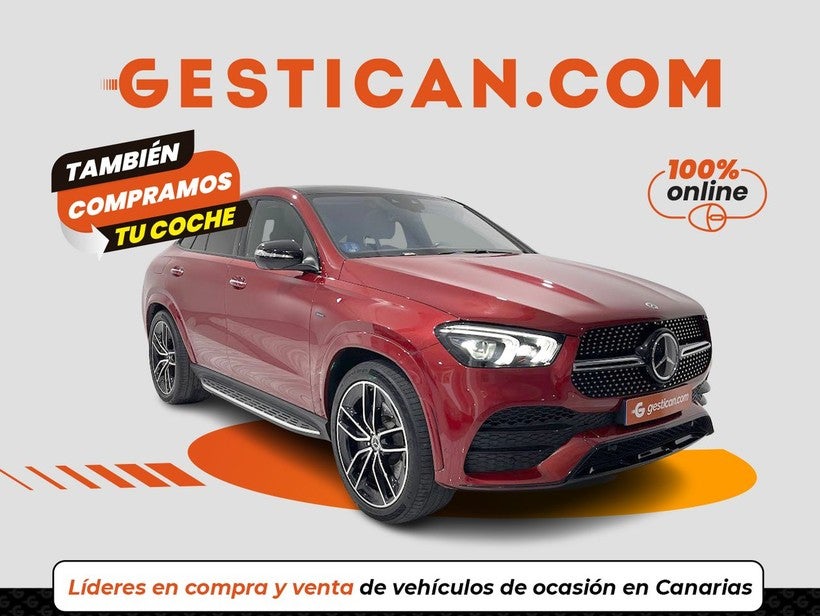 GESTICAN.COM
TAMBIÉN
COMPRAMOS
TU COCHE
100%
online
gestican.com
Líderes en compra y venta de vehículos de ocasión en Canarias